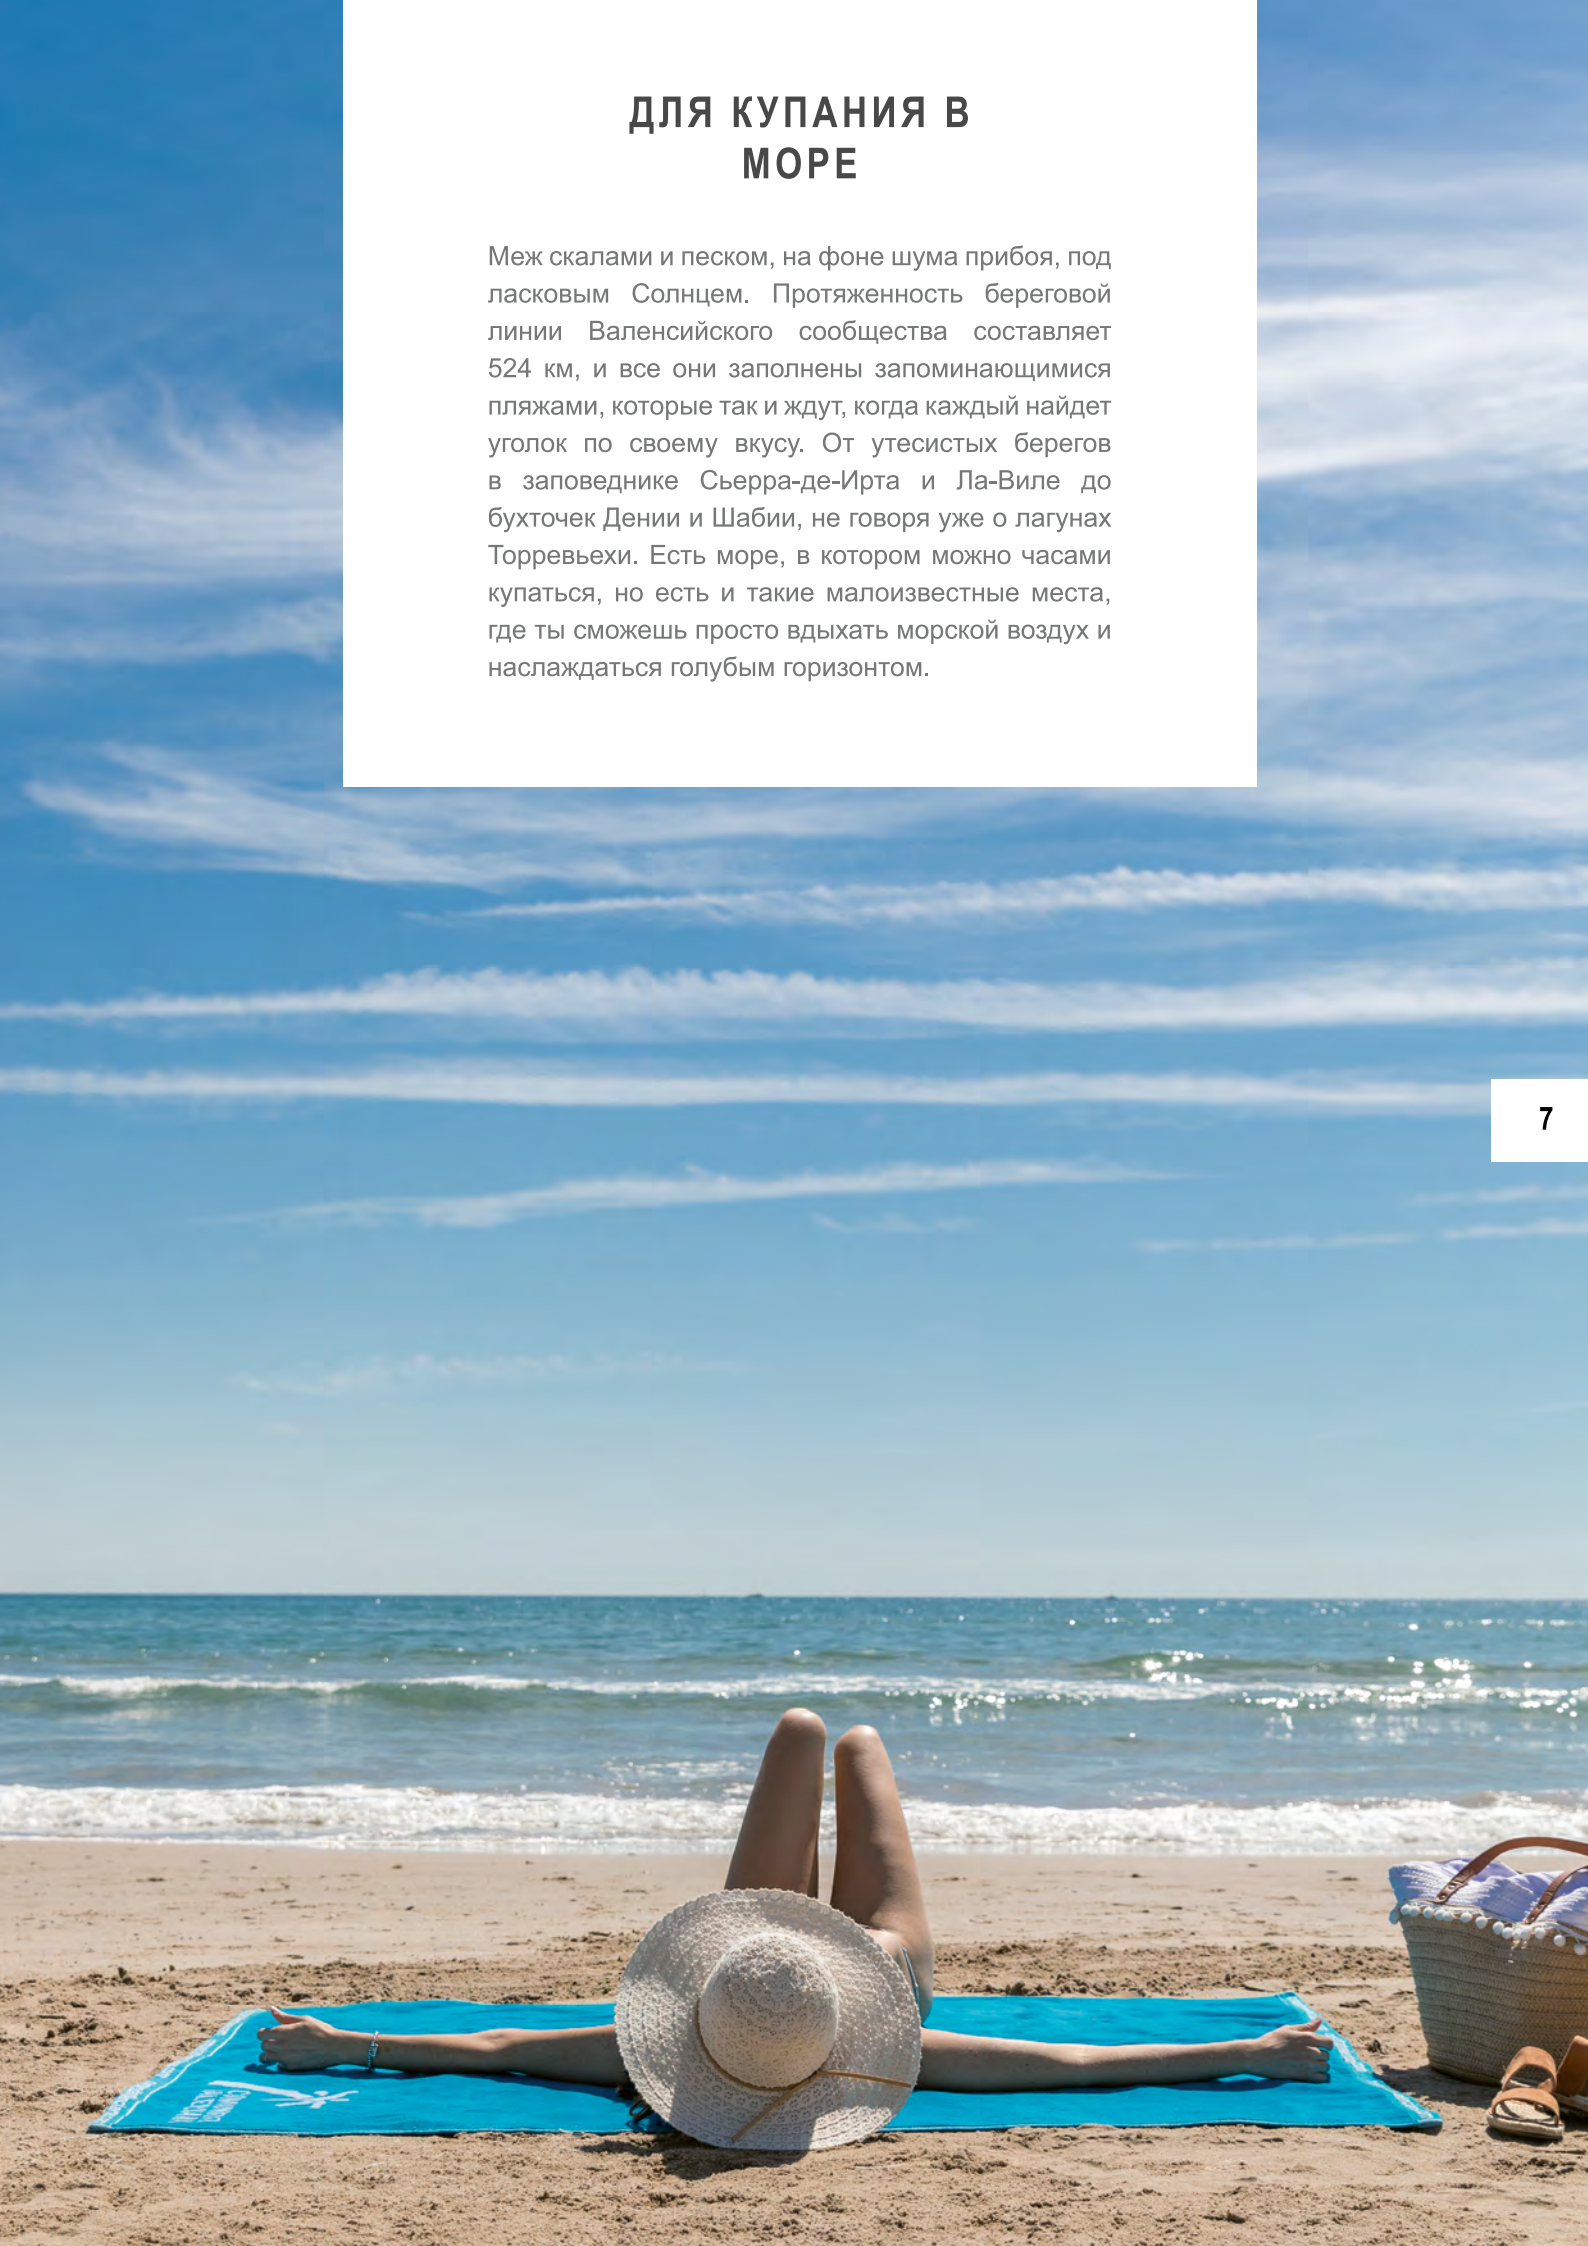 ДЛЯ КУПАНИЯ В
МОРЕ
Меж скалами и песком, на фоне шума прибоя, под
ласковым Солнцем. Протяженность береговой
линии Валенсийского сообщества составляет
524 км, и все они заполнены запоминающимися
пляжами, которые так и ждут, когда каждый найдет
уголок по своему вкусу. От утесистых берегов
в заповеднике Сьерра-де-Ирта и Ла-Виле до
бухточек Дении и Шабии, не говоря уже о лагунах
Торревьехи. Есть море, в котором можно часами
купаться, но есть и такие малоизвестные места,
где ты сможешь просто вдыхать морской воздух и
наслаждаться голубым горизонтом.
7